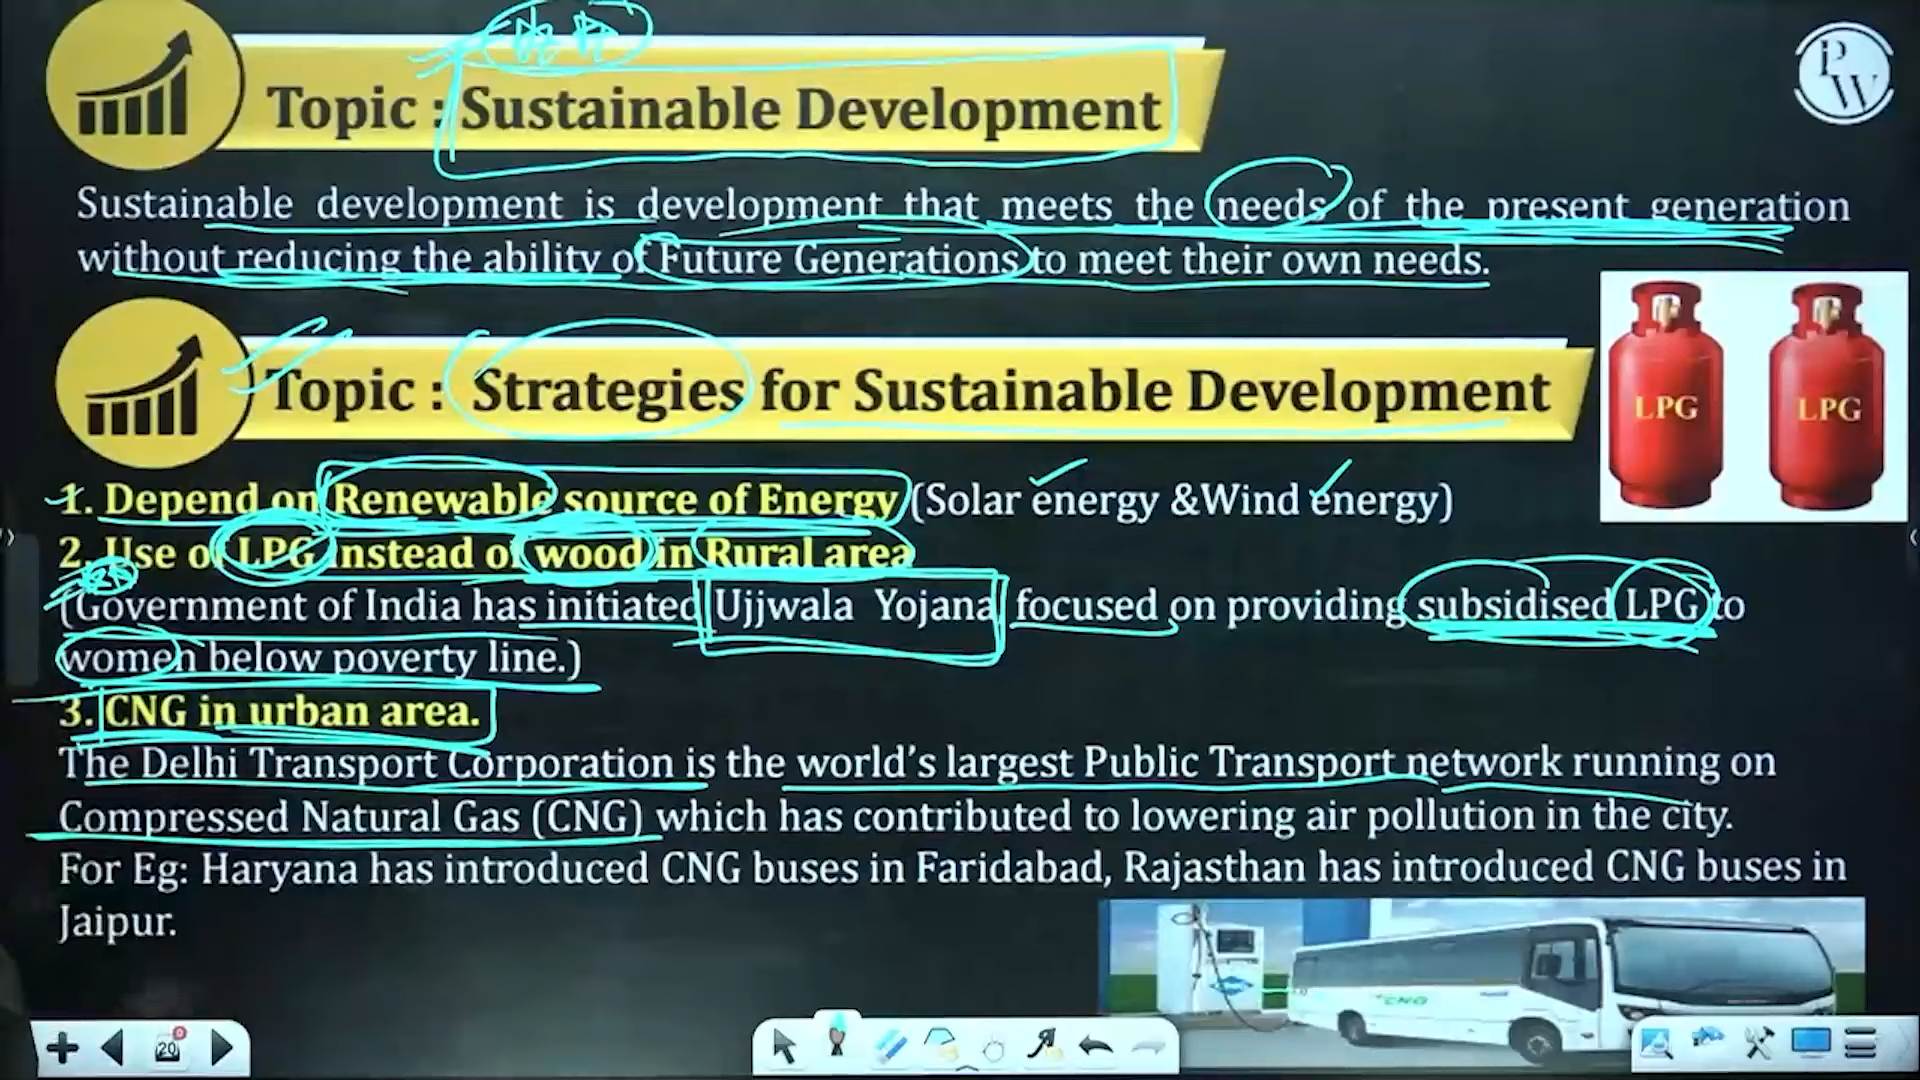 Topic : Sustainable Development
PW
Sustainable development is development that meets the needs of the present generation
without reducing the ability of Future Generations to meet their own needs.
Topic : Strategies for Sustainable Development
LPG LPG
1. Depend on Renewable source of Energy (Solar energy &Wind energy)
2. Use of LPG instead of wood in Rural area
(Government of India has initiated Ujjwala Yojana focused on providing subsidised LPG to
women below poverty line.)
3. CNG in urban area.
The Delhi Transport Corporation is the world's largest Public Transport network running on
Compressed Natural Gas (CNG) which has contributed to lowering air pollution in the city.
For Eg: Haryana has introduced CNG buses in Faridabad, Rajasthan has introduced CNG buses in
Jaipur.
CNG
20
0